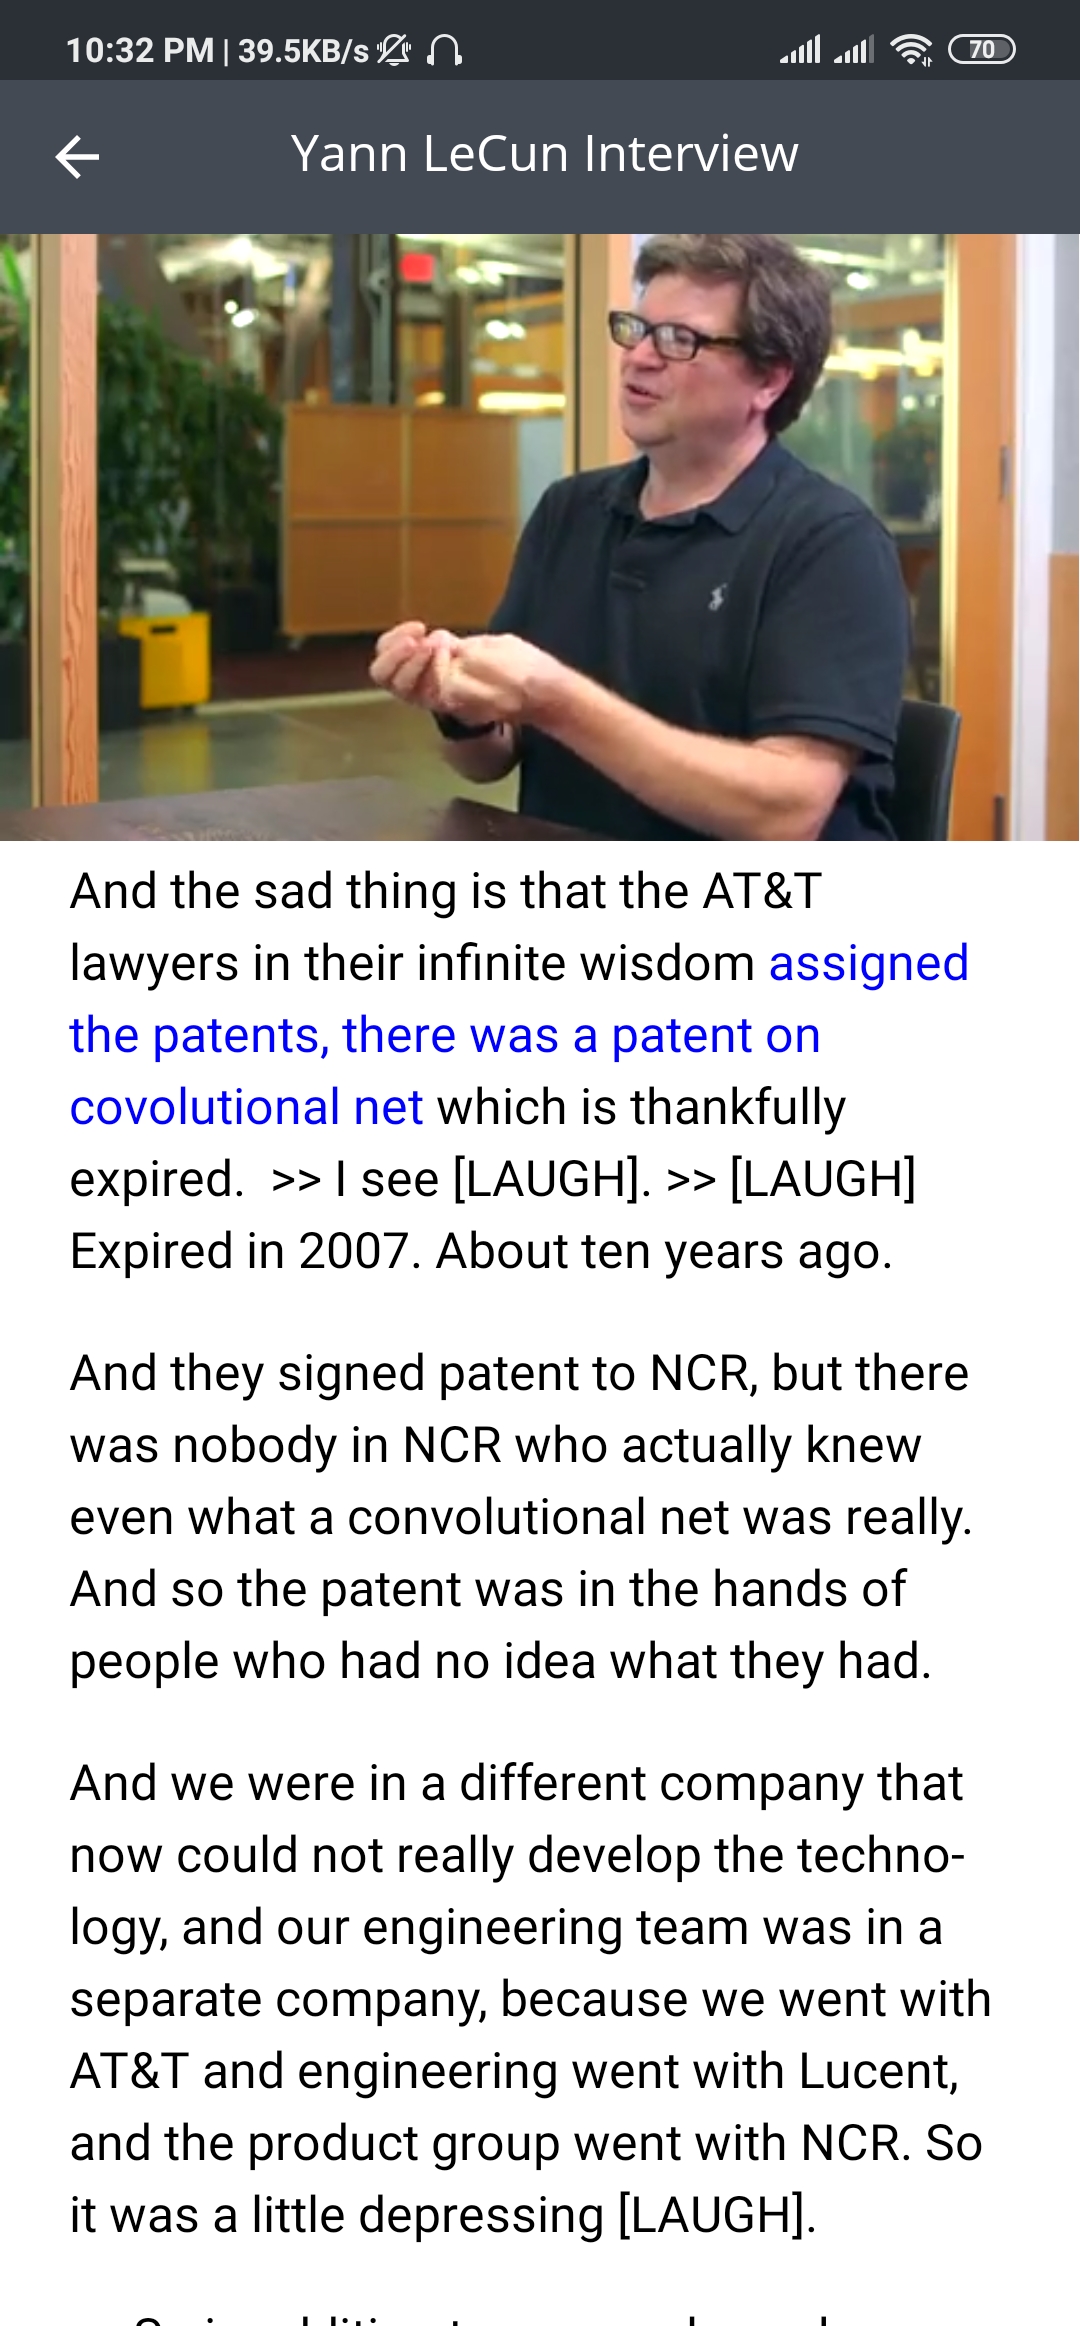 10:32 PM | 39.5KB/s
70
Yann LeCun Interview
And the sad thing is that the AT&T
lawyers in their infinite wisdom assigned
the patents, there was a patent on
covolutional net which is thankfully
expired.  >> I see [LAUGH]. >> [LAUGH]
Expired in 2007. About ten years ago.
And they signed patent to NCR, but there
was nobody in NCR who actually knew
even what a convolutional net was really.
And so the patent was in the hands of
people who had no idea what they had.
And we were in a different company that
now could not really develop the techno-
logy, and our engineering team was in a
separate company, because we went with
AT&T and engineering went with Lucent,
and the product group went with NCR. So
it was a little depressing [LAUGH].